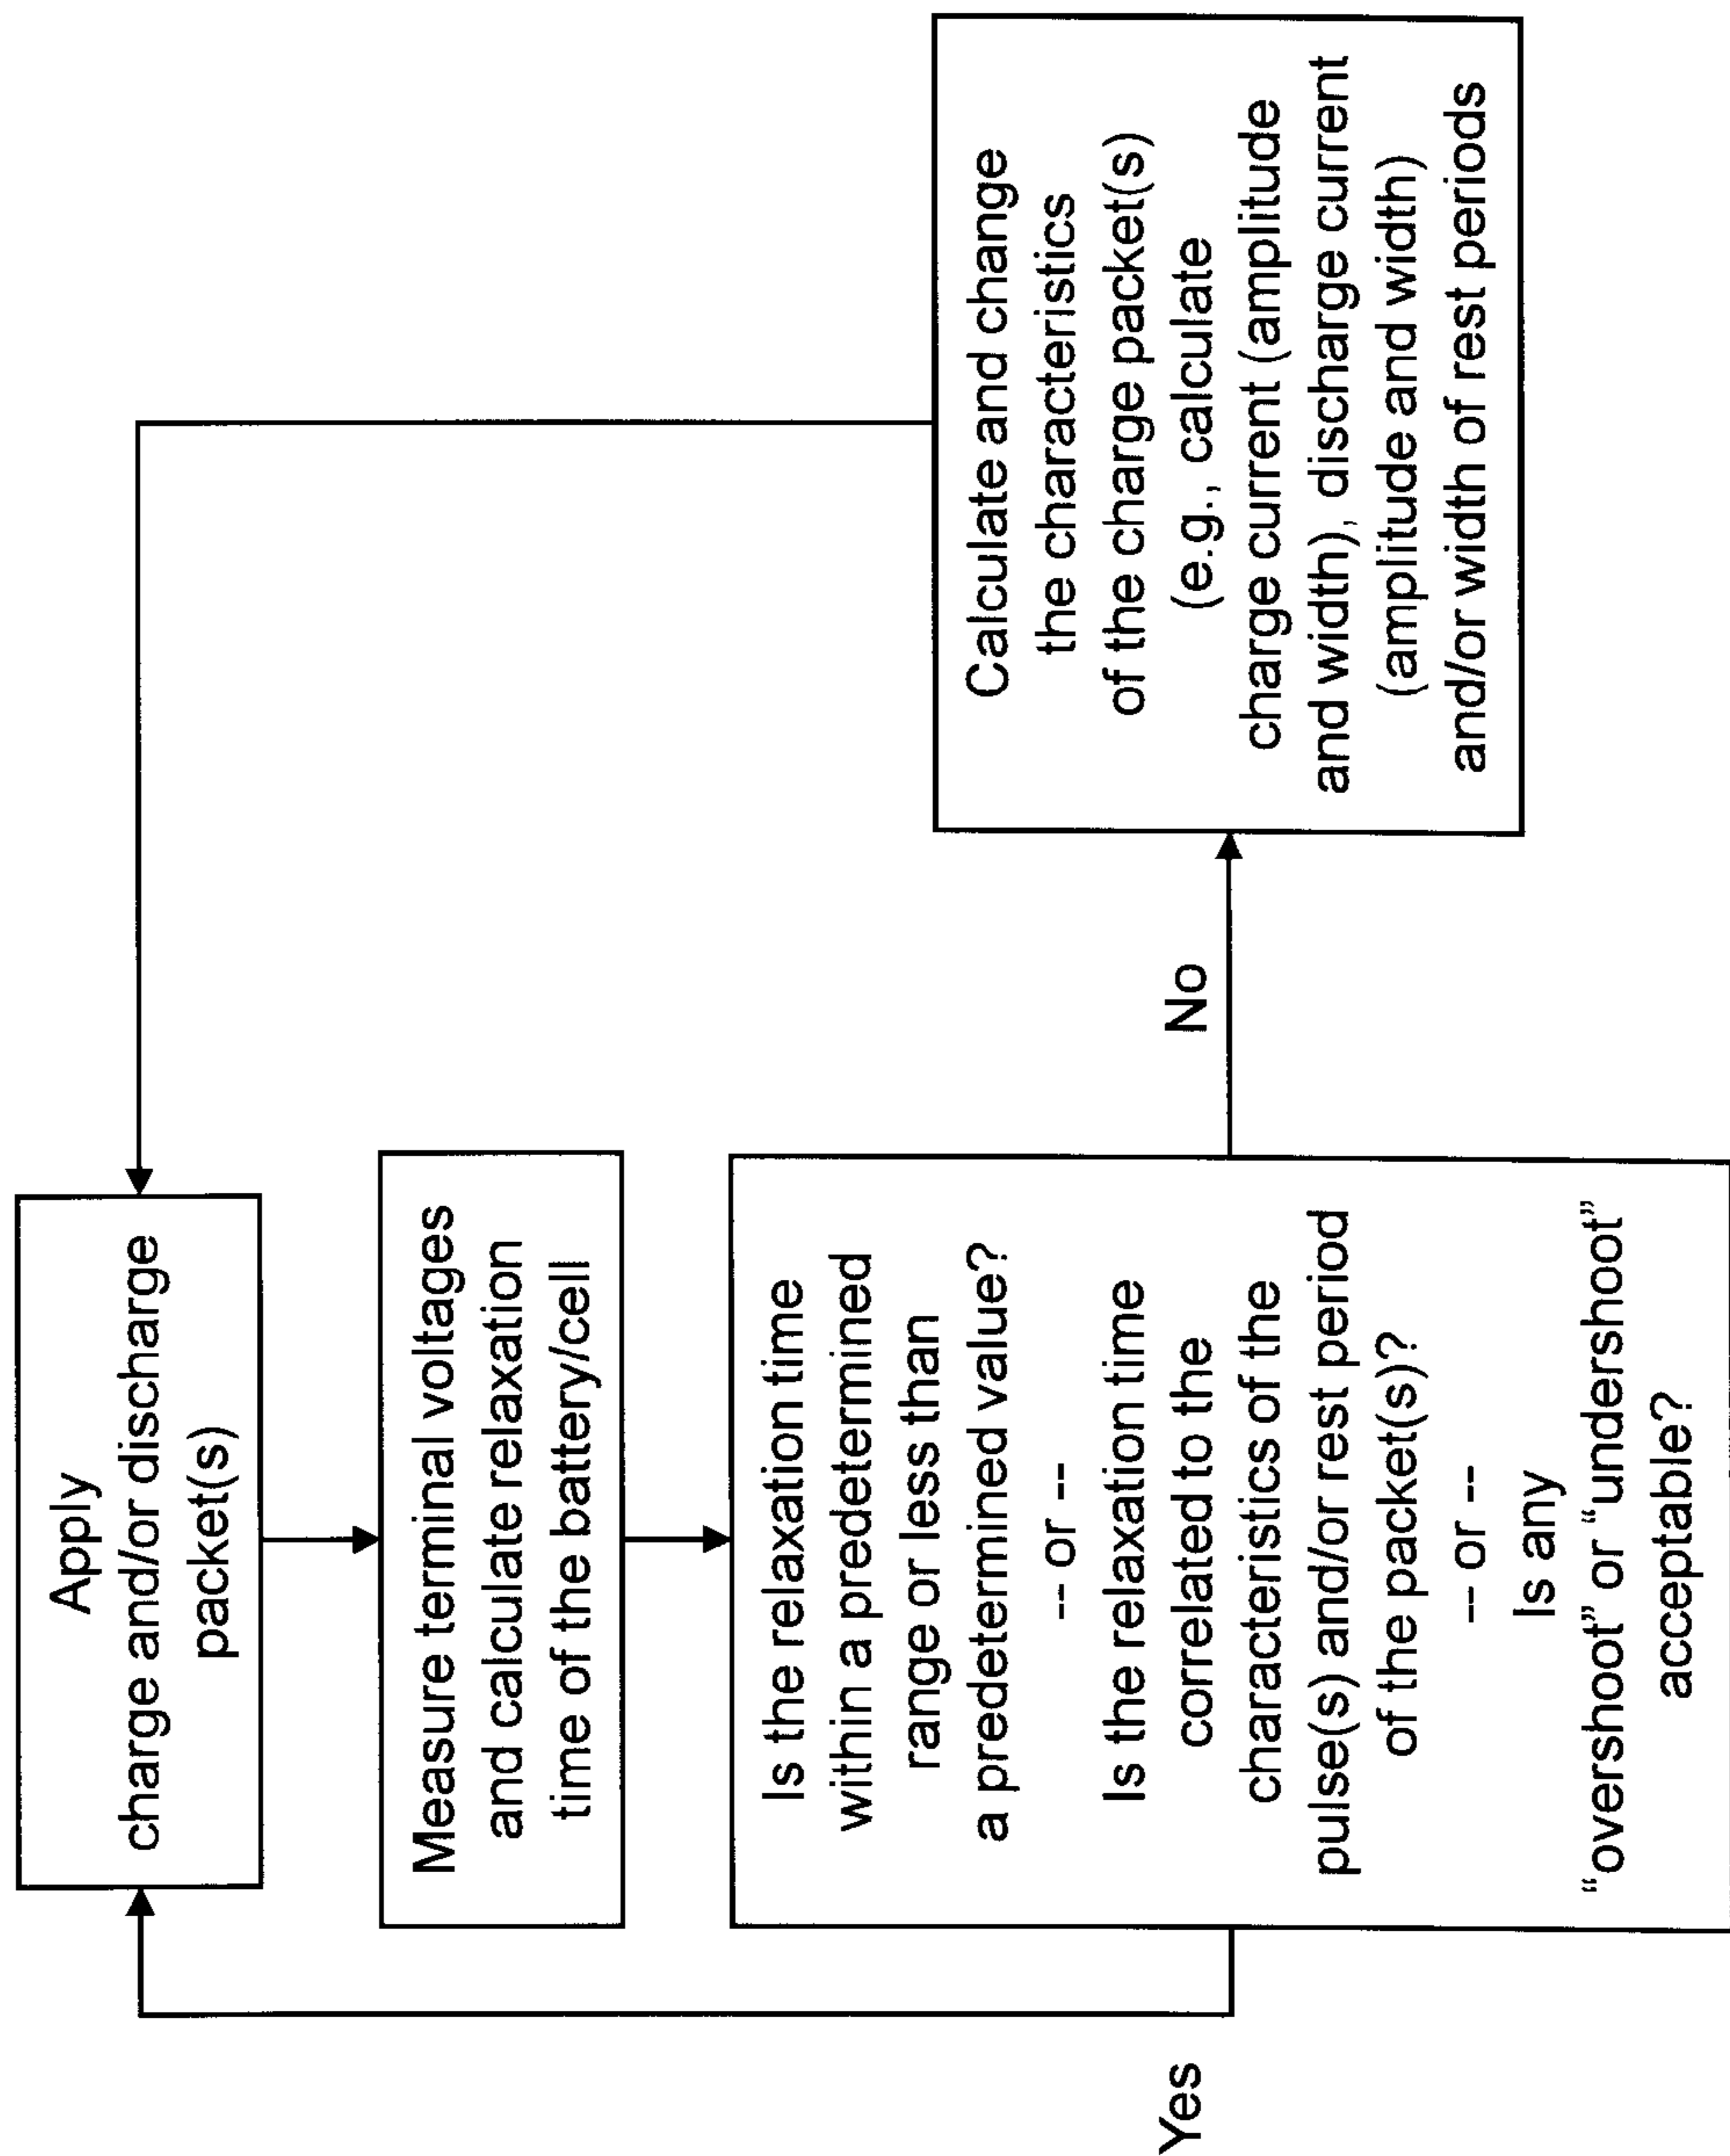 Apply
charge and/or discharge
packet(s)
Measure terminal voltages
and calculate relaxation
time of the battery/cell
Is the relaxation time
within a predetermined
range or less than
a predetermined value?
-- or --
Is the relaxation time
correlated to the
characteristics of the
pulse(s) and/or rest period
of the packet(s)?
-- or --
Is any
“overshoot” or “undershoot”
acceptable?
Yes
No
Calculate and change
the characteristics
of the charge packet(s)
(e.g., calculate
charge current (amplitude
and width), discharge current
(amplitude and width)
and/or width of rest periods